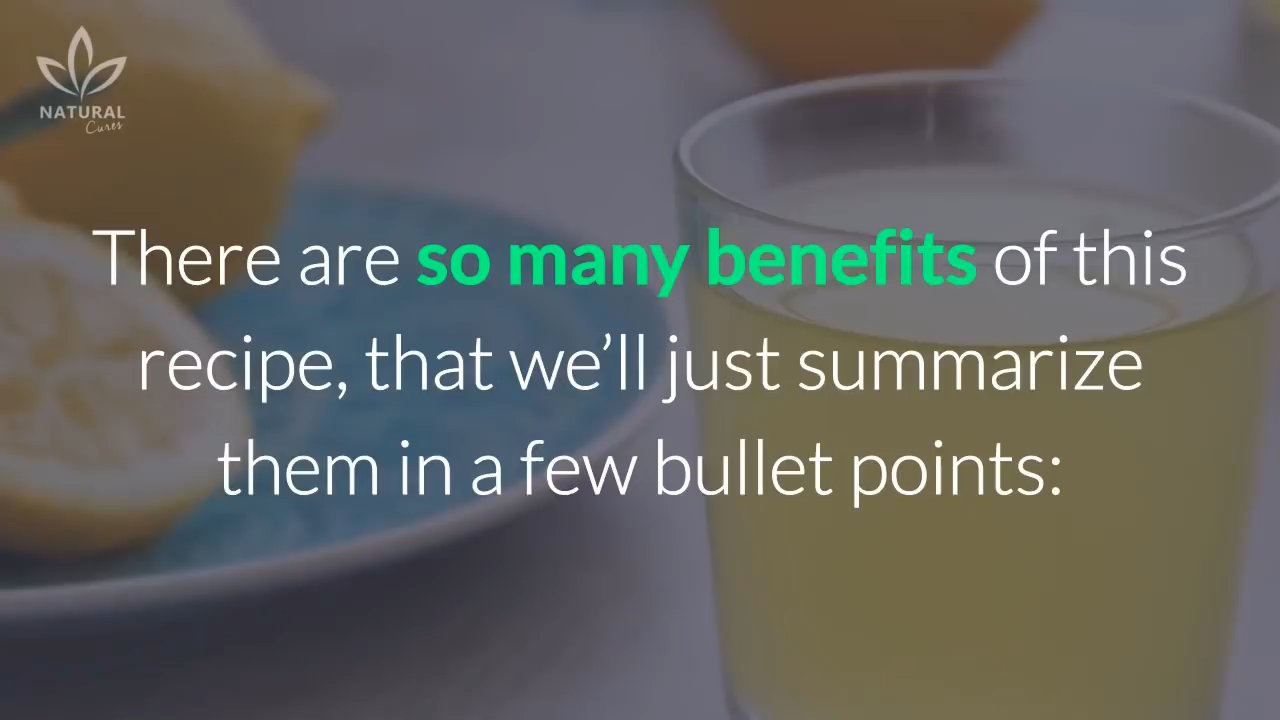 NATURAL
Cures
There are so many benefits of this
recipe, that we’ll just summarize
them in a few bullet points: